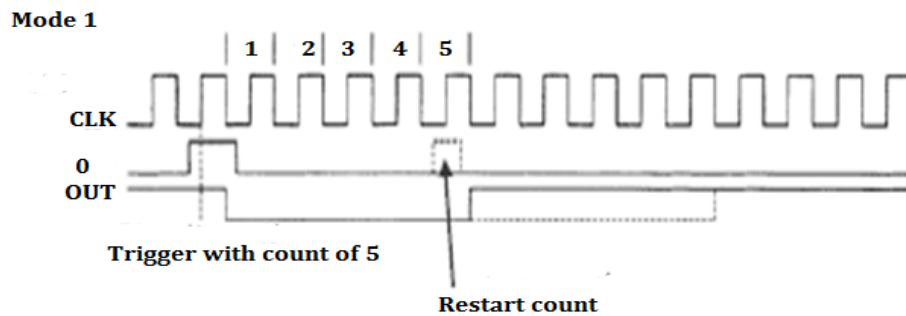 Mode 1
1 2 3 4 5
CLK
0
OUT
Trigger with count of 5
Restart count